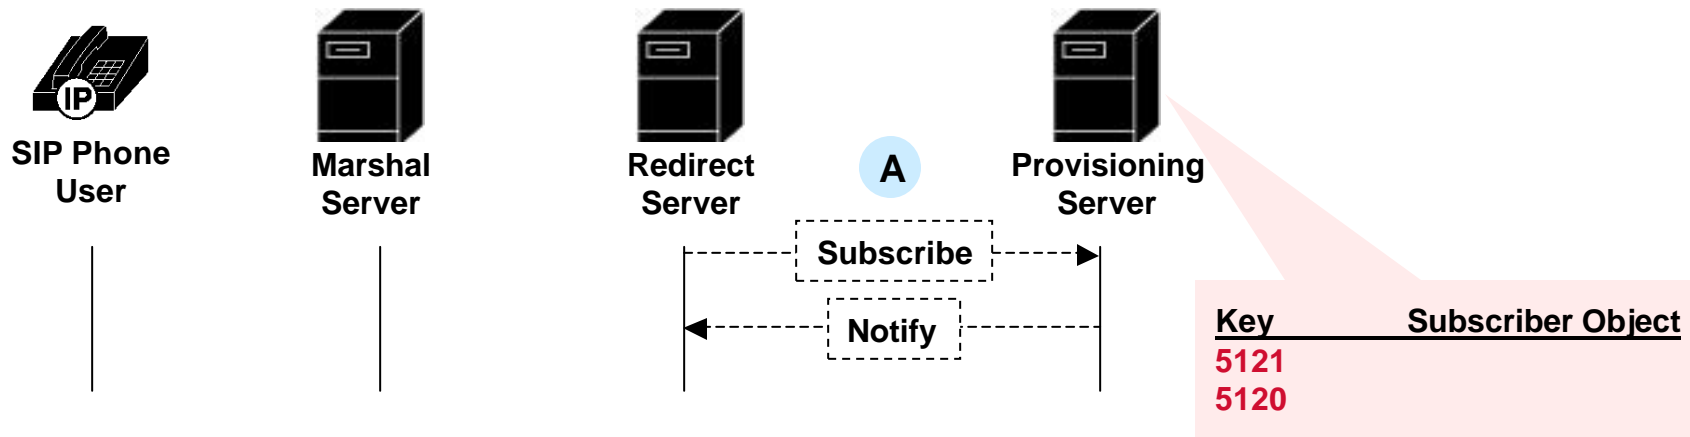 IP
SIP Phone
User
Marshal
Server
Redirect
Server
A
Provisioning
Server
Subscribe
Notify
Key Subscriber Object
5121
5120